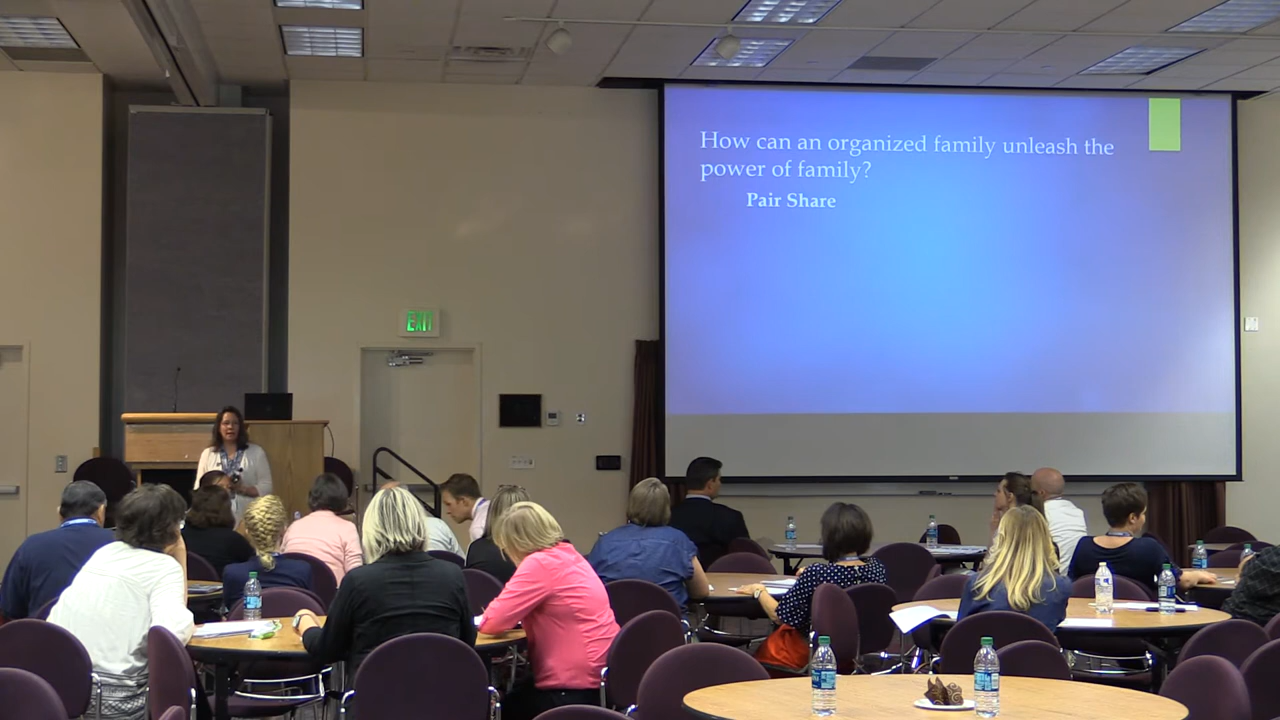 How can an organized family unleash the
power of family?
Pair Share
EXIT